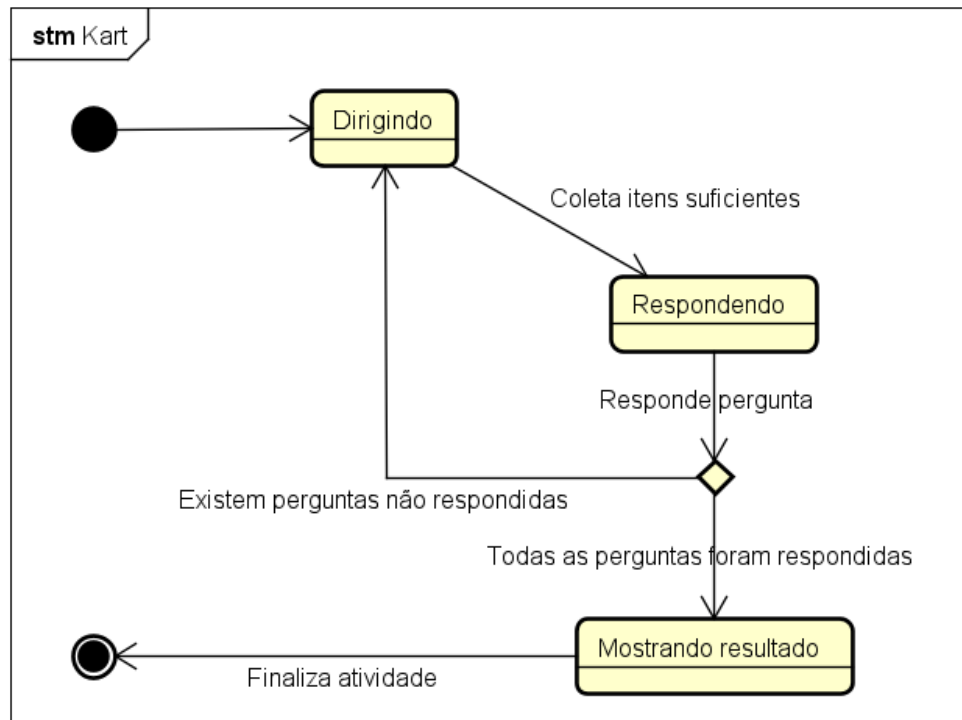 stm Kart
Dirigindo
Coleta itens suficientes
Respondendo
Responde pergunta
Existem perguntas não respondidas
Todas as perguntas foram respondidas
Mostrando resultado
Finaliza atividade